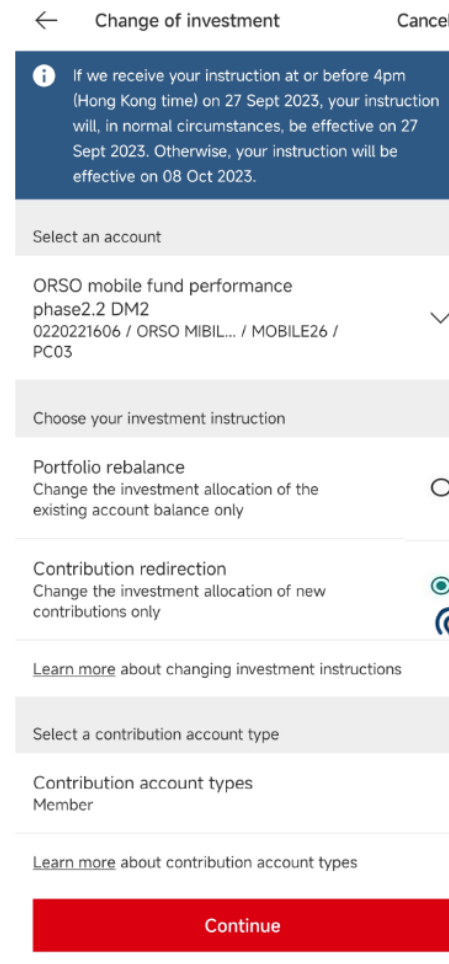 Change of investment Cancel
If we receive your instruction at or before 4pm
(Hong Kong time) on 27 Sept 2023, your instruction
will, in normal circumstances, be effective on 27
Sept 2023. Otherwise, your instruction will be
effective on 08 Oct 2023.
Select an account
ORSO mobile fund performance
phase2.2 DM2
0220221606 / ORSO MIBIL... / MOBILE26 /
PC03
Choose your investment instruction
Portfolio rebalance
Change the investment allocation of the
existing account balance only
Contribution redirection
Change the investment allocation of new
contributions only
Learn more about changing investment instructions
Select a contribution account type
Contribution account types
Member
Learn more about contribution account types
Continue